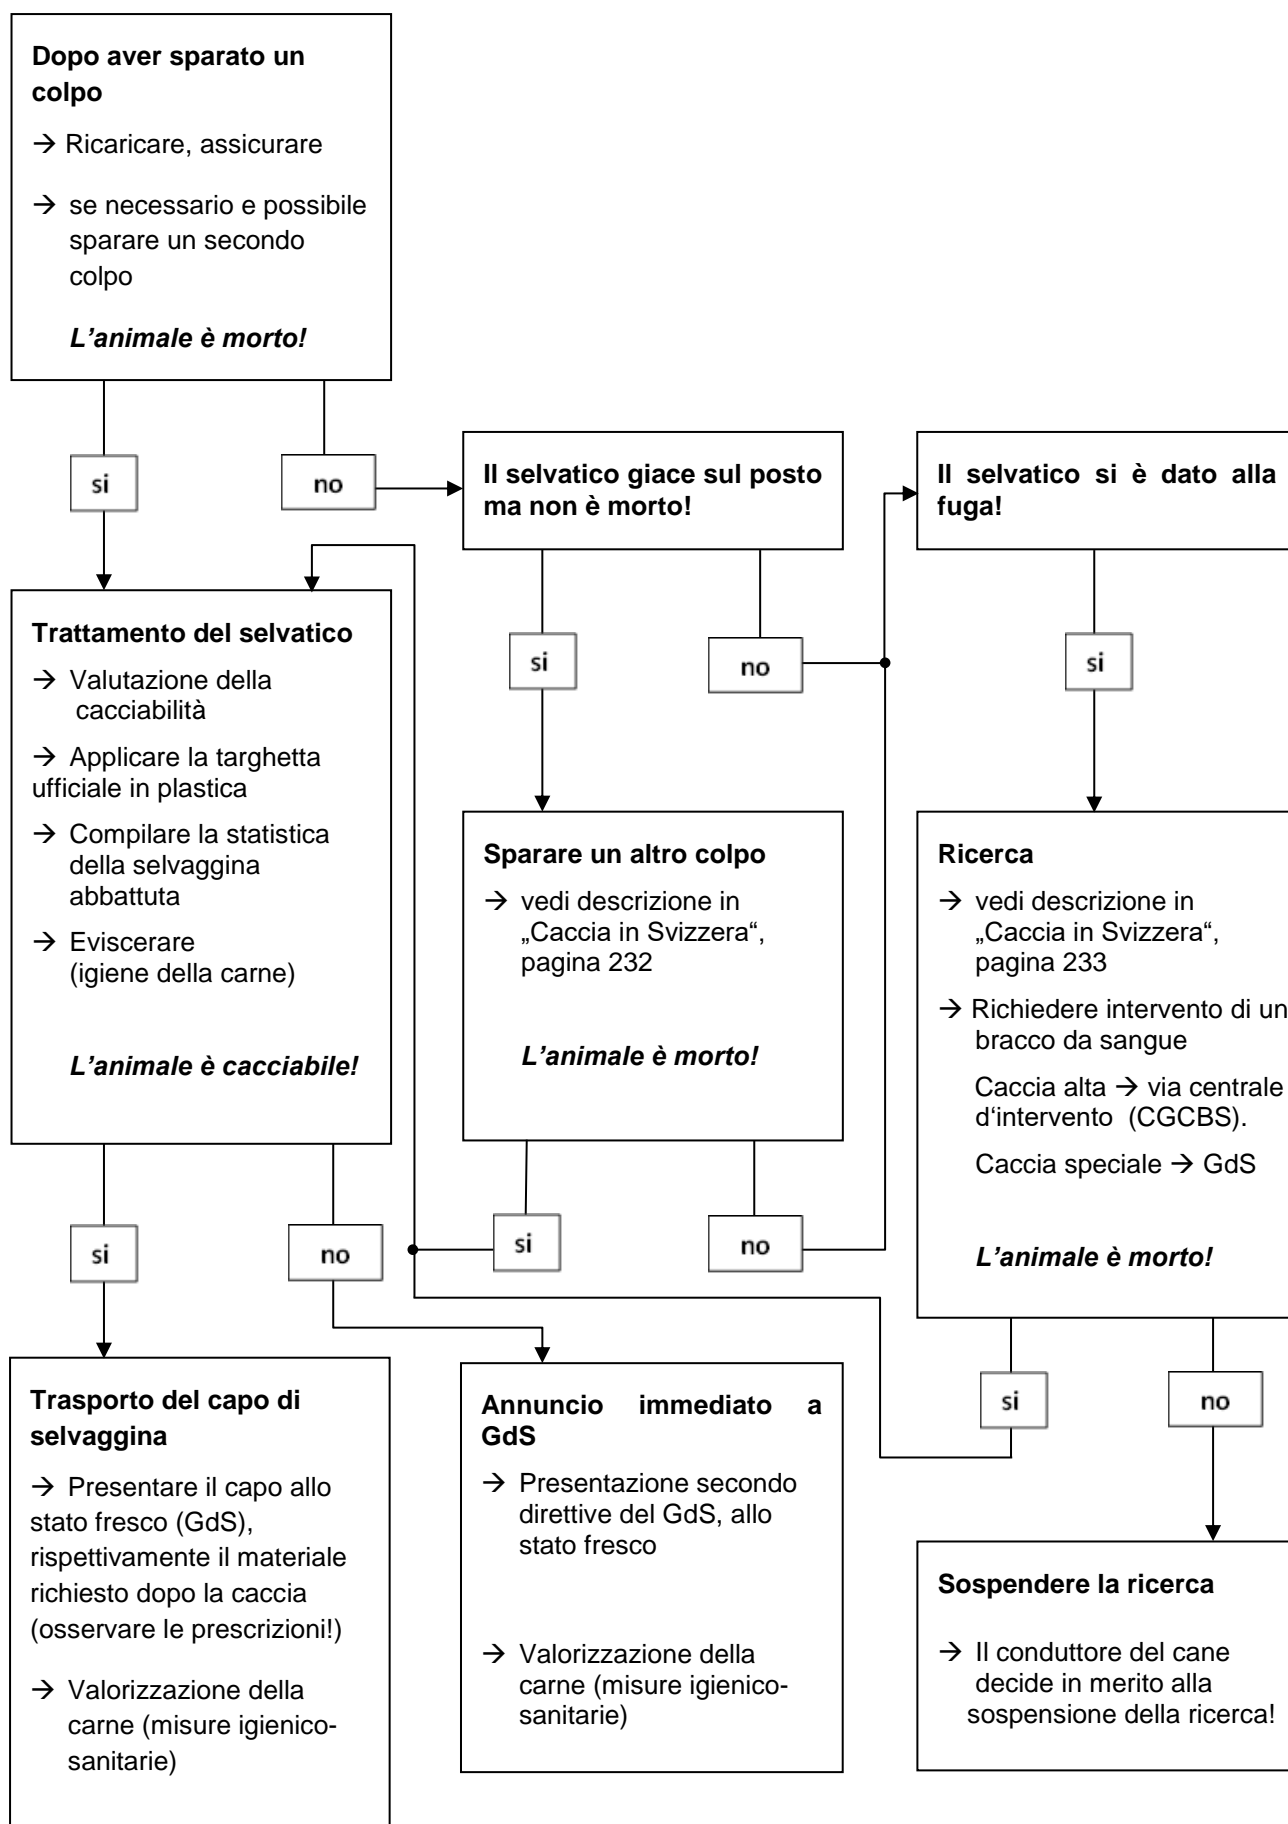 Dopo aver sparato un
colpo
→ Ricaricare, assicurare
→ se necessario e possibile
sparare un secondo
colpo
L’animale è morto!
si
no
Il selvatico giace sul posto
ma non è morto!
Il selvatico si è dato alla
fuga!
si
no
si
Trattamento del selvatico
→ Valutazione della
cacciabilità
→ Applicare la targhetta
ufficiale in plastica
→ Compilare la statistica
della selvaggina
abbattuta
→ Eviscerare
(igiene della carne)
L’animale è cacciabile!
Sparare un altro colpo
→ vedi descrizione in
„Caccia in Svizzera“,
pagina 232
L’animale è morto!
Ricerca
→ vedi descrizione in
„Caccia in Svizzera“,
pagina 233
→ Richiedere intervento di un
bracco da sangue
Caccia alta → via centrale
d‘intervento (CGCBS).
Caccia speciale → GdS
L’animale è morto!
si
no
si
no
si
no
Trasporto del capo di
selvaggina
→ Presentare il capo allo
stato fresco (GdS),
rispettivamente il materiale
richiesto dopo la caccia
(osservare le prescrizioni!)
→ Valorizzazione della
carne (misure igienico-
sanitarie)
Annuncio immediato a
GdS
→ Presentazione secondo
direttive del GdS, allo
stato fresco
→ Valorizzazione della
carne (misure igienico-
sanitarie)
Sospendere la ricerca
→ Il conduttore del cane
decide in merito alla
sospensione della ricerca!